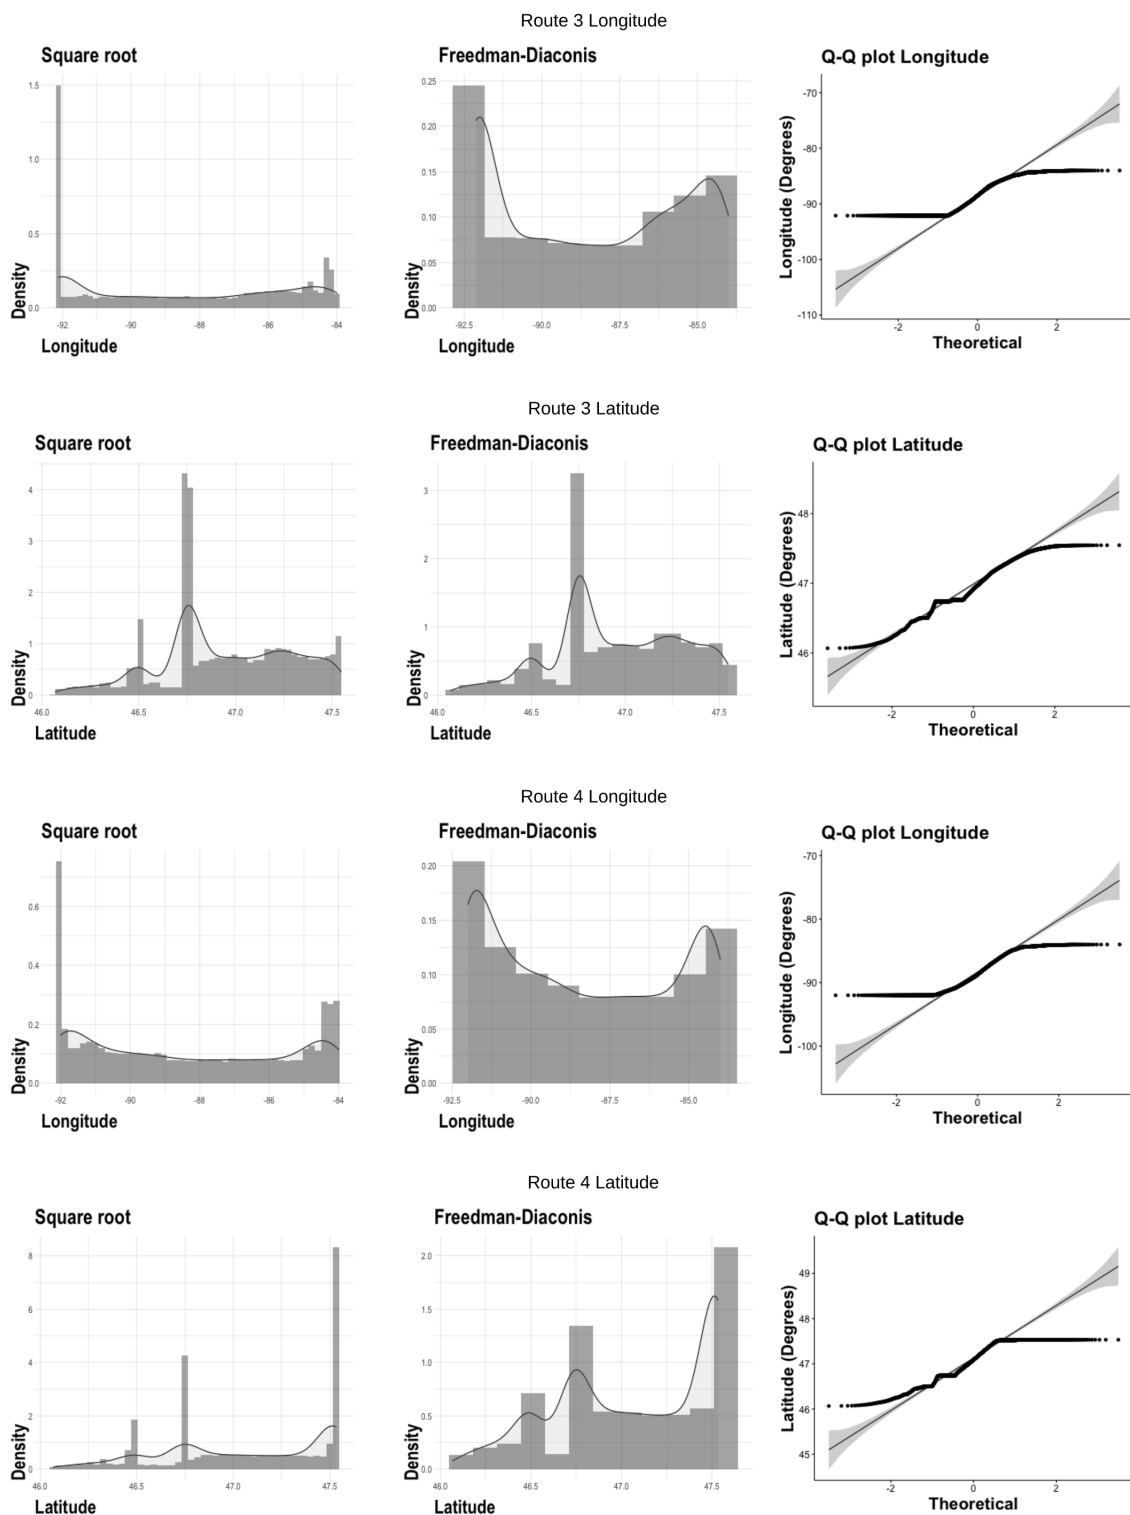 Route 3 Longitude
Square root
Freedman-Diaconis
Q-Q plot Longitude
Density
1.5
1.0
0.5
0.0
-92
-90
-88
-86
-84
Longitude
Density
0.25
0.20
0.15
0.10
0.05
0.00
-92.5
-90.0
-87.5
-85.0
Longitude
Longitude (Degrees)
-70
-80
-90
-100
-110
-2
0
2
Theoretical
Route 3 Latitude
Square root
Freedman-Diaconis
Q-Q plot Latitude
Density
4
3
2
1
0
46.0
46.5
47.0
47.5
Latitude
Density
3
2
1
0
46.0
46.5
47.0
47.5
Latitude
Latitude (Degrees)
48
47
46
-2
0
2
Theoretical
Route 4 Longitude
Square root
Freedman-Diaconis
Q-Q plot Longitude
Density
0.6
0.4
0.2
0.0
-92
-90
-88
-86
-84
Longitude
Density
0.20
0.15
0.10
0.05
0.00
-92.5
-90.0
-87.5
-85.0
Longitude
Longitude (Degrees)
-70
-80
-90
-100
-2
0
2
Theoretical
Route 4 Latitude
Square root
Freedman-Diaconis
Q-Q plot Latitude
Density
8
6
4
2
0
46.0
46.5
47.0
47.5
Latitude
Density
2.0
1.5
1.0
0.5
0.0
46.0
46.5
47.0
47.5
Latitude
Latitude (Degrees)
49
48
47
46
45
-2
0
2
Theoretical